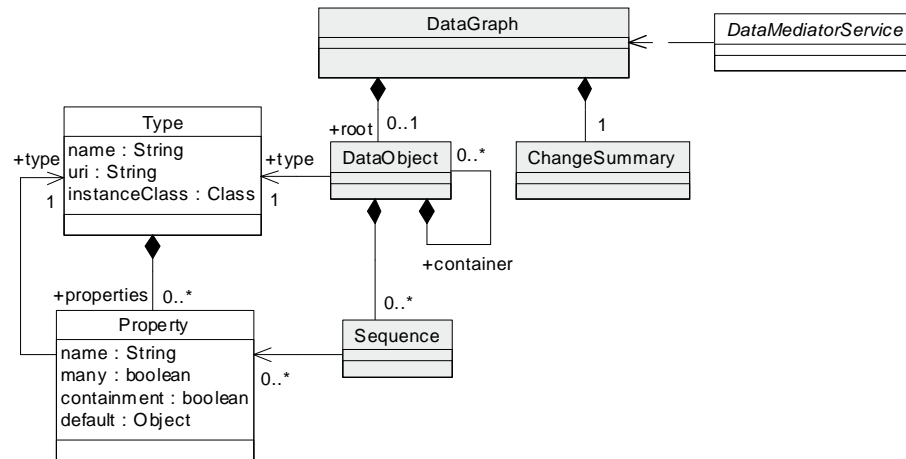 DataGraph
DataMediatorService
+root
0..1
1
Type
name : String
uri : String
instanceClass : Class
+type
1
+type
1
DataObject
0..*
ChangeSummary
+container
+properties
0..*
0..*
Property
name : String
many : boolean
containment : boolean
default : Object
Sequence
0..*